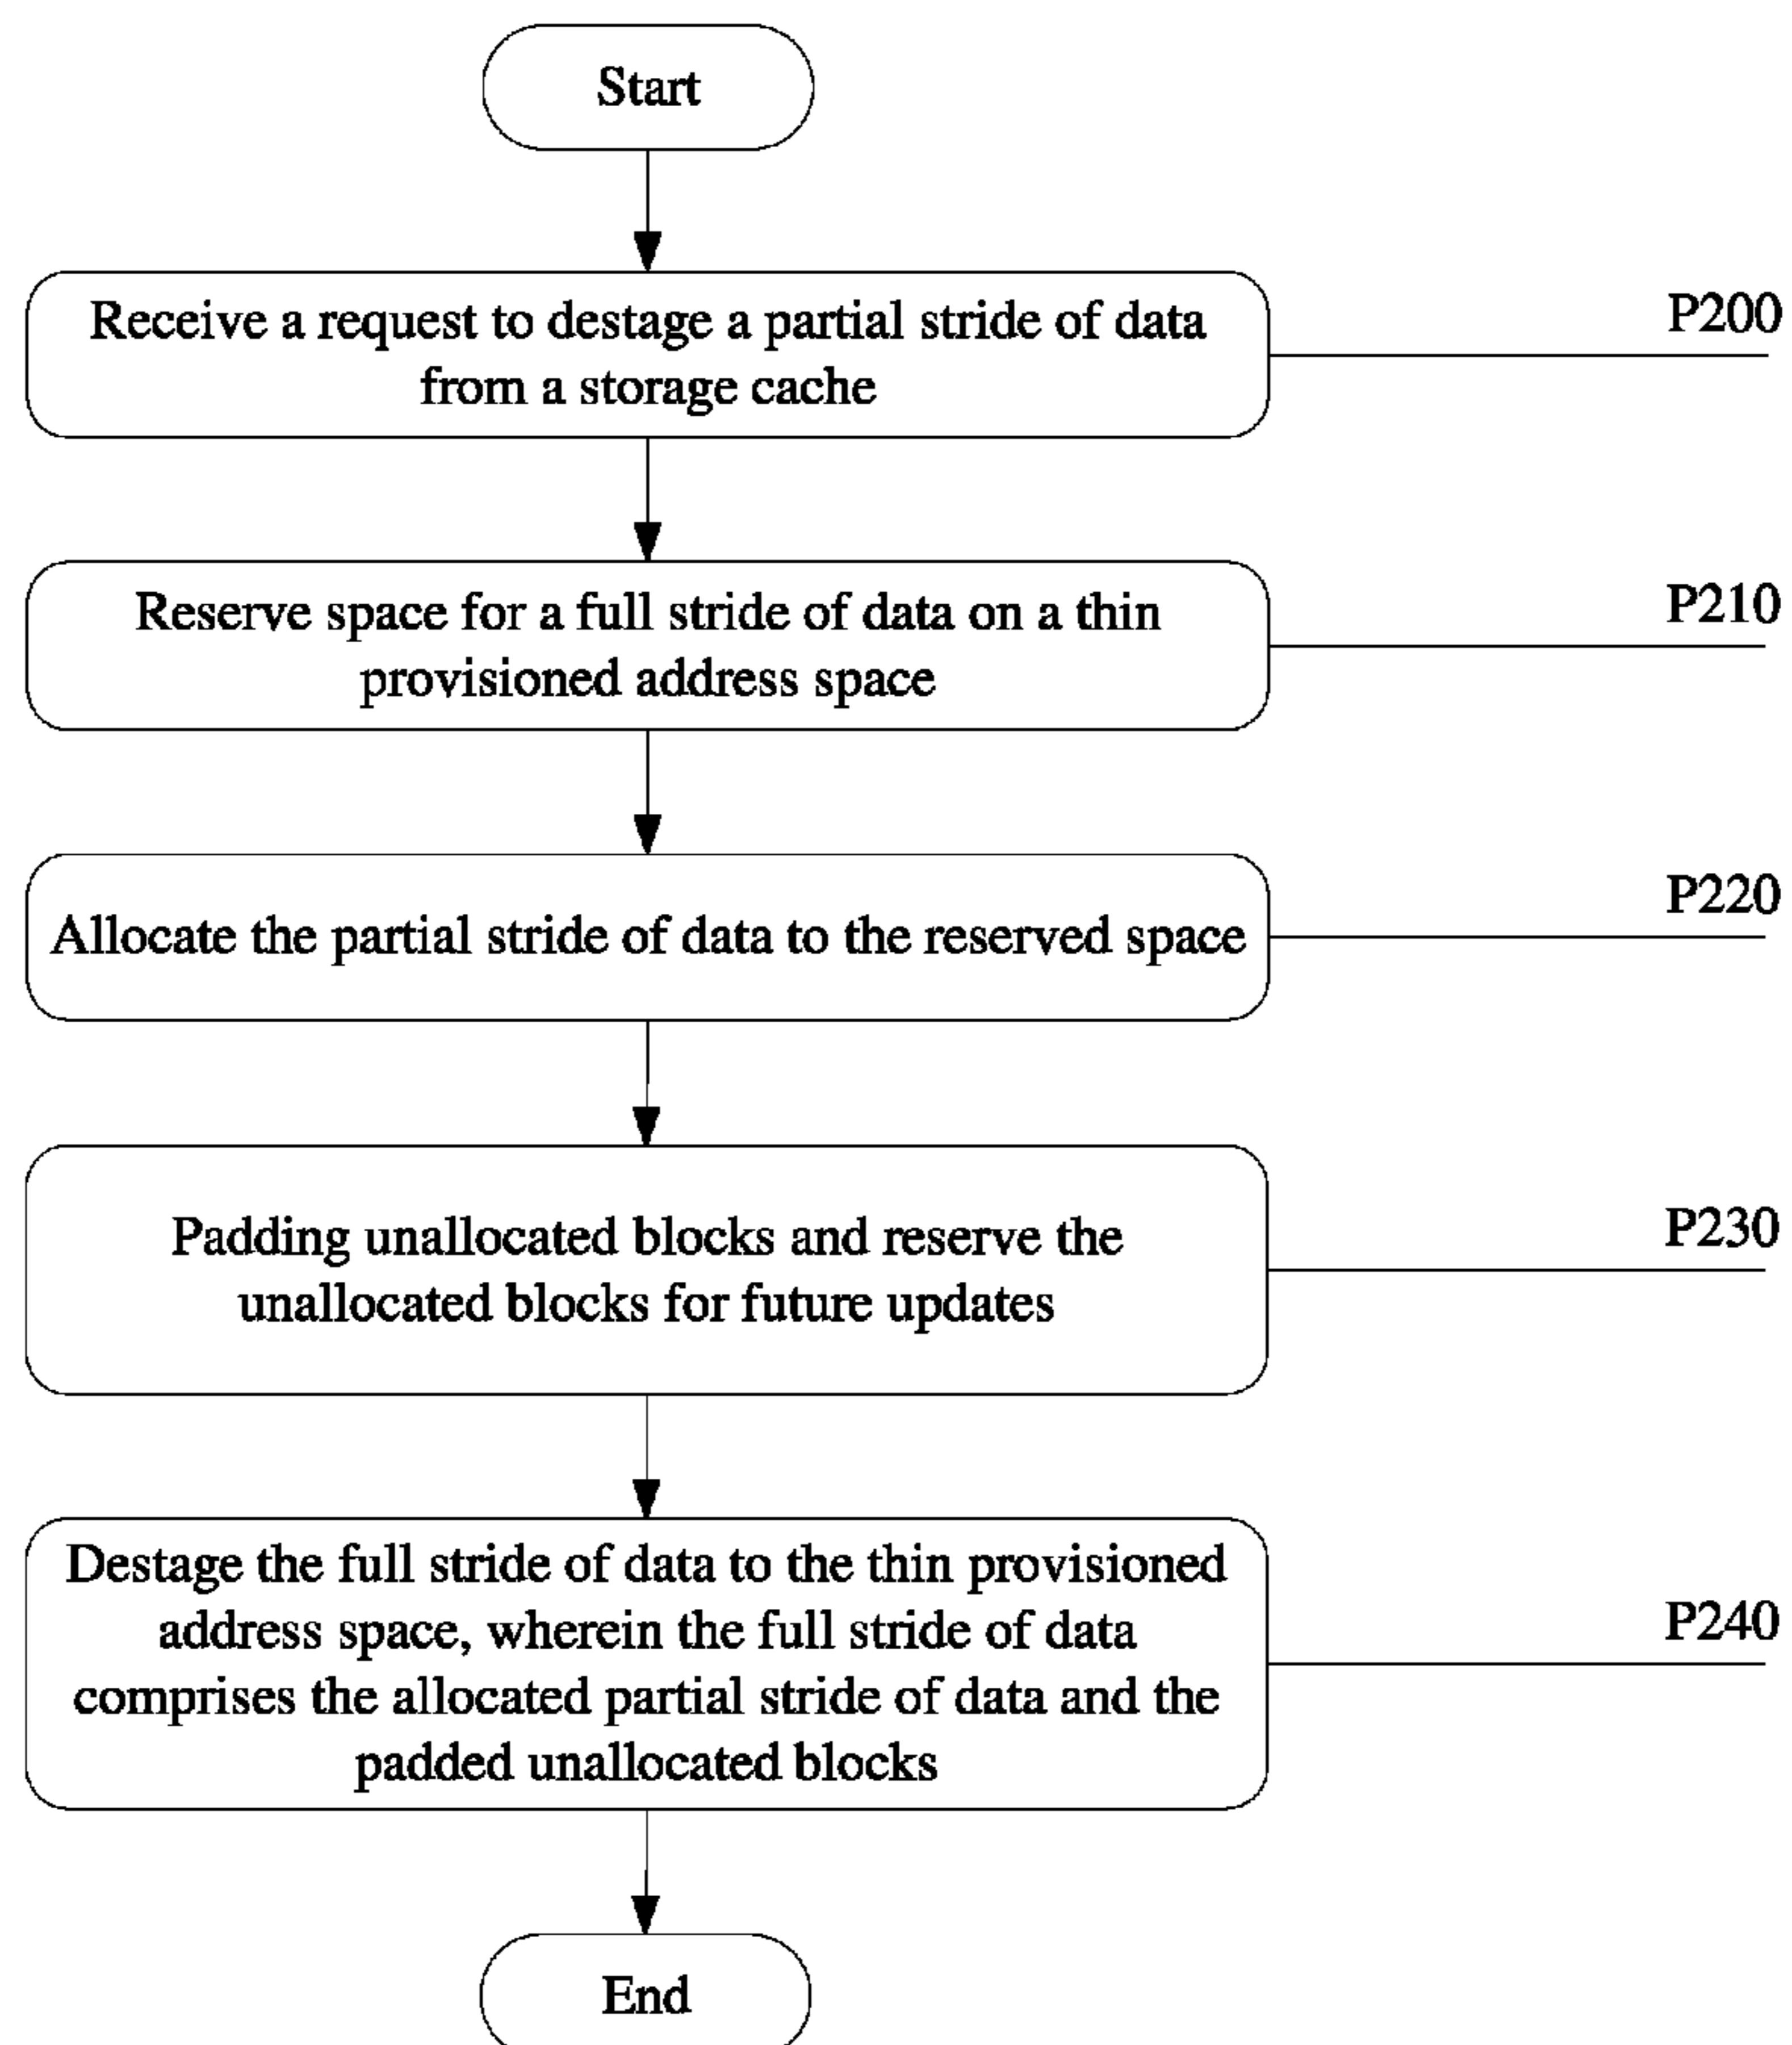 Start
Receive a request to destage a partial stride of data
from a storage cache
P200
Reserve space for a full stride of data on a thin
provisioned address space
P210
Allocate the partial stride of data to the reserved space
P220
Padding unallocated blocks and reserve the
unallocated blocks for future updates
P230
Destage the full stride of data to the thin provisioned
address space, wherein the full stride of data
comprises the allocated partial stride of data and the
padded unallocated blocks
P240
End